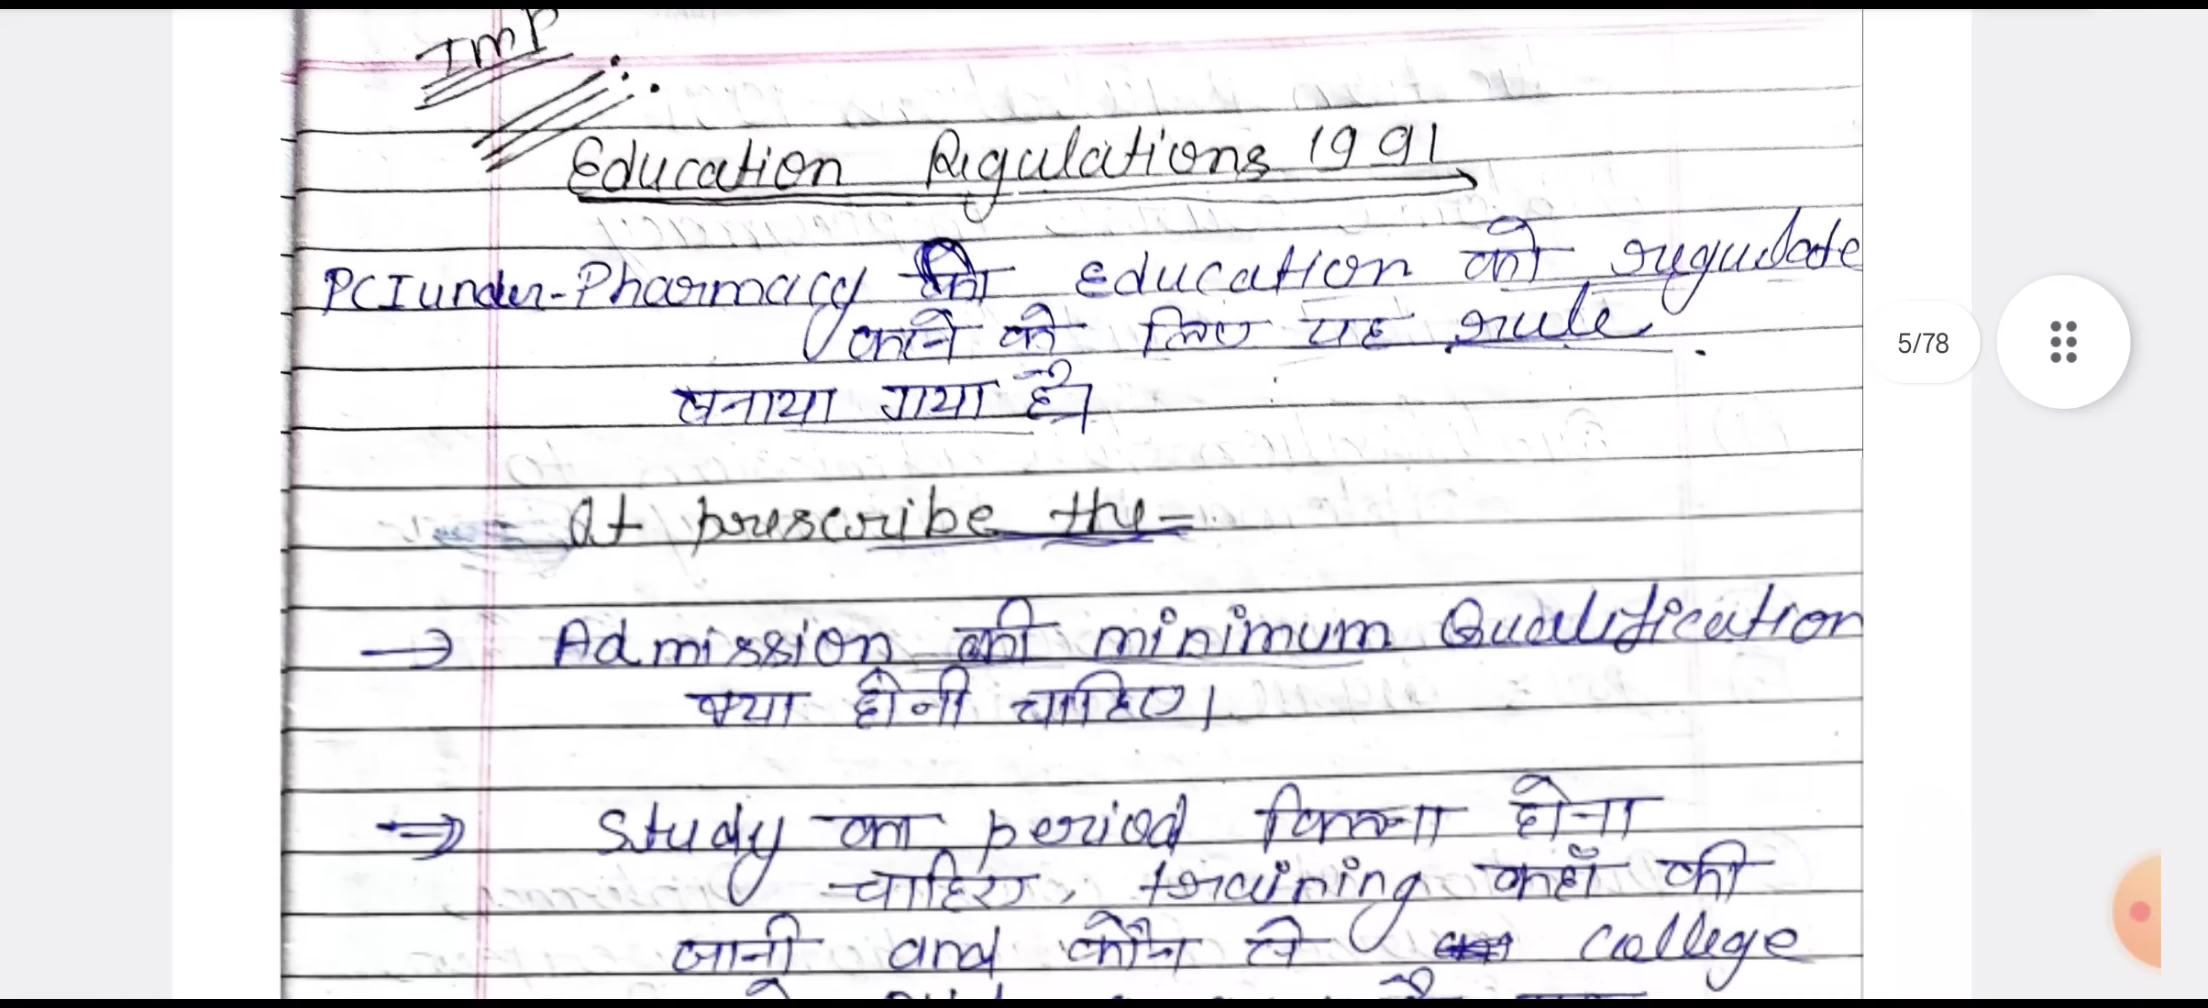 Imp
Education Regulations 1991
PCI under-Pharmacy की education को regulate
करने के लिए यह rule
बनाया गया है।
5/78
It prescribe the=
→ Admission की minimum Qualification
क्या होनी चाहिए।
⇒ Study का period कितना होना
चाहिए, training कहाँ की
जानी and कौन से college